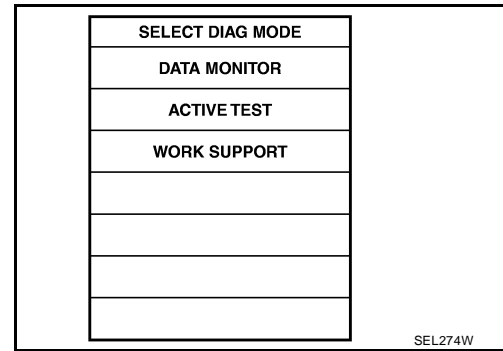 SELECT DIAG MODE
DATA MONITOR
ACTIVE TEST
WORK SUPPORT
SEL274W